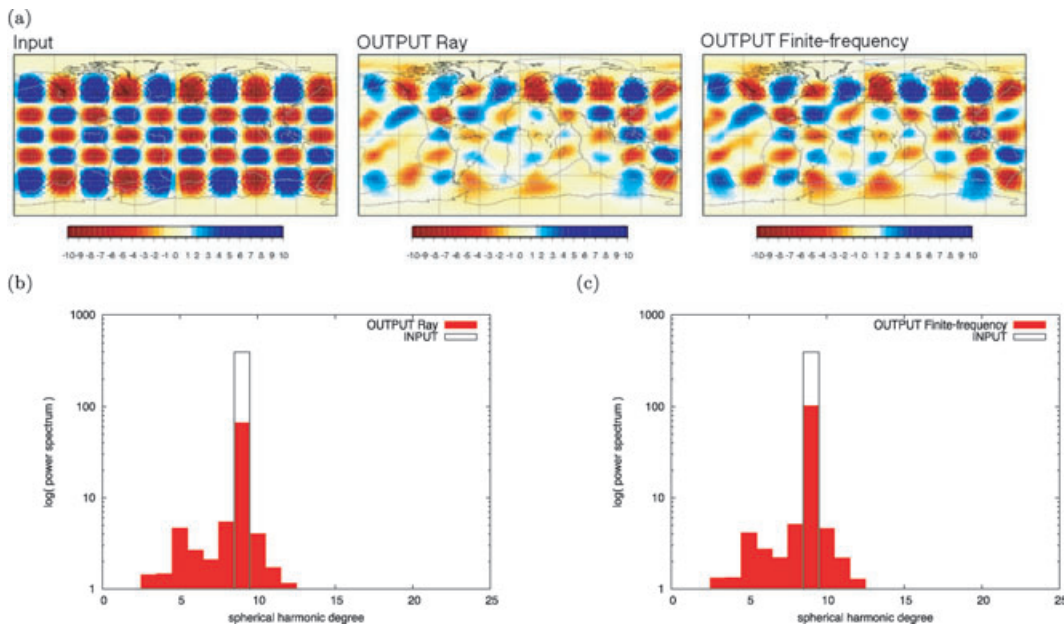 (a)
Input
OUTPUT Ray
OUTPUT Finite-frequency
-10 -9 -8 -7 -6 -5 -4 -3 -2 -1 1 2 3 4 5 6 7 8 9 10
-10 -9 -8 -7 -6 -5 -4 -3 -2 -1 1 2 3 4 5 6 7 8 9 10
-10 -9 -8 -7 -6 -5 -4 -3 -2 -1 1 2 3 4 5 6 7 8 9 10
(b)
1000
100
10
1
log( power spectrum )
OUTPUT Ray
INPUT
0 5 10 15 20 25
spherical harmonic degree
(c)
1000
100
10
1
log( power spectrum )
OUTPUT Finite-frequency
INPUT
0 5 10 15 20 25
spherical harmonic degree